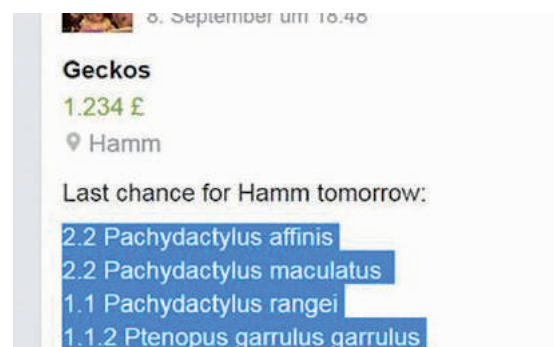 8. September um 18:48
Geckos
1.234 £
Hamm
Last chance for Hamm tomorrow:
2.2 Pachydactylus affinis
2.2 Pachydactylus maculatus
1.1 Pachydactylus rangei
1.1.2 Ptenopus garrulus garrulus